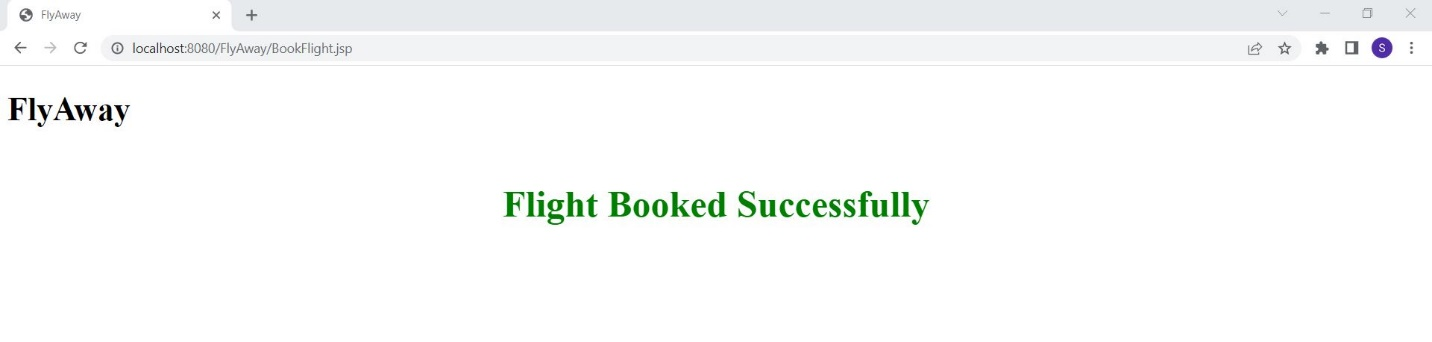 FlyAway
localhost:8080/FlyAway/BookFlight.jsp
S
FlyAway
Flight Booked Successfully